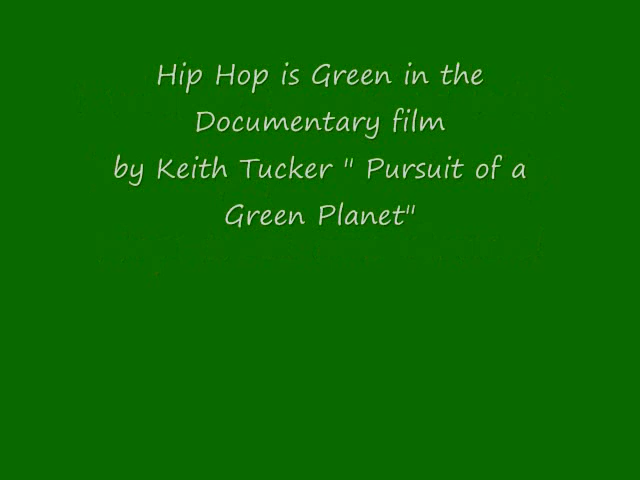 Hip Hop is Green in the
Documentary film
by Keith Tucker " Pursuit of a
Green Planet"